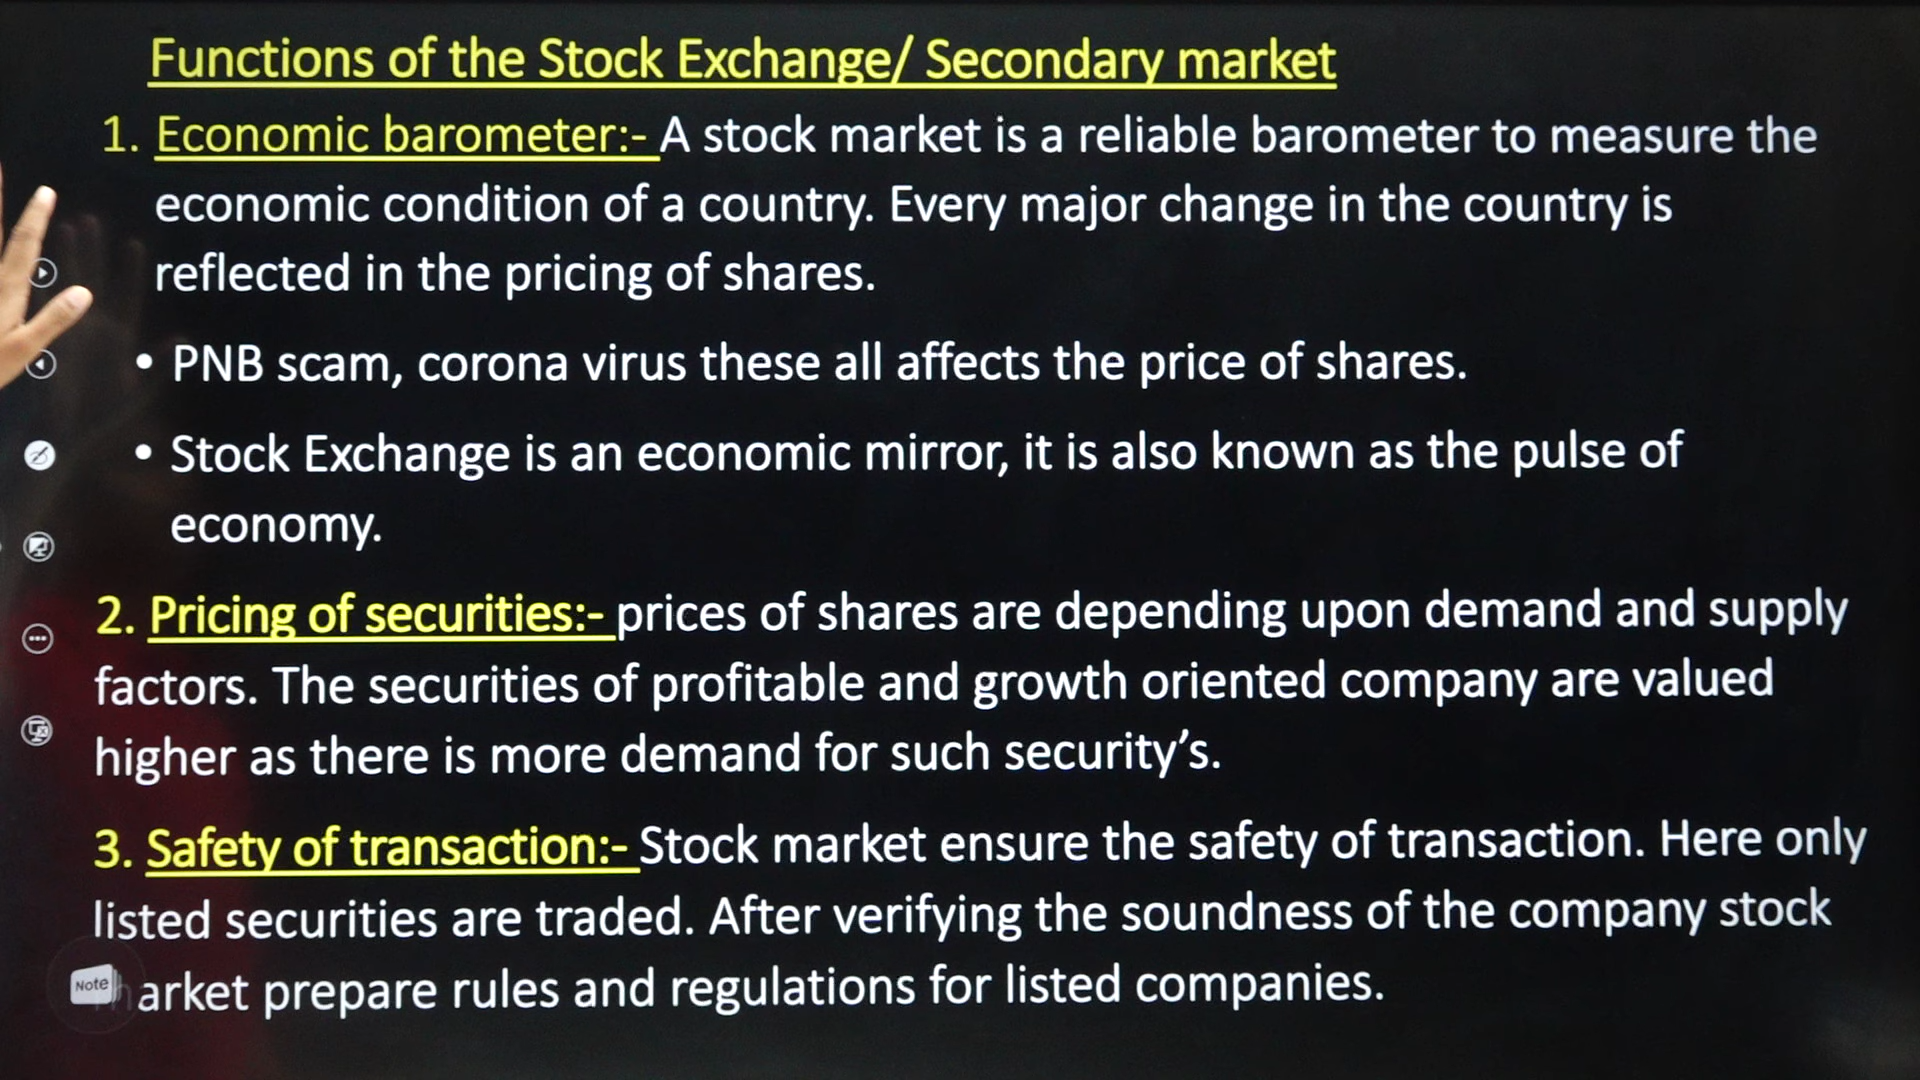 Functions of the Stock Exchange/ Secondary market
1. Economic barometer:- A stock market is a reliable barometer to measure the
economic condition of a country. Every major change in the country is
reflected in the pricing of shares.
• PNB scam, corona virus these all affects the price of shares.
• Stock Exchange is an economic mirror, it is also known as the pulse of
economy.
2. Pricing of securities:- prices of shares are depending upon demand and supply
factors. The securities of profitable and growth oriented company are valued
higher as there is more demand for such security's.
3. Safety of transaction:- Stock market ensure the safety of transaction. Here only
listed securities are traded. After verifying the soundness of the company stock
market prepare rules and regulations for listed companies.
Note